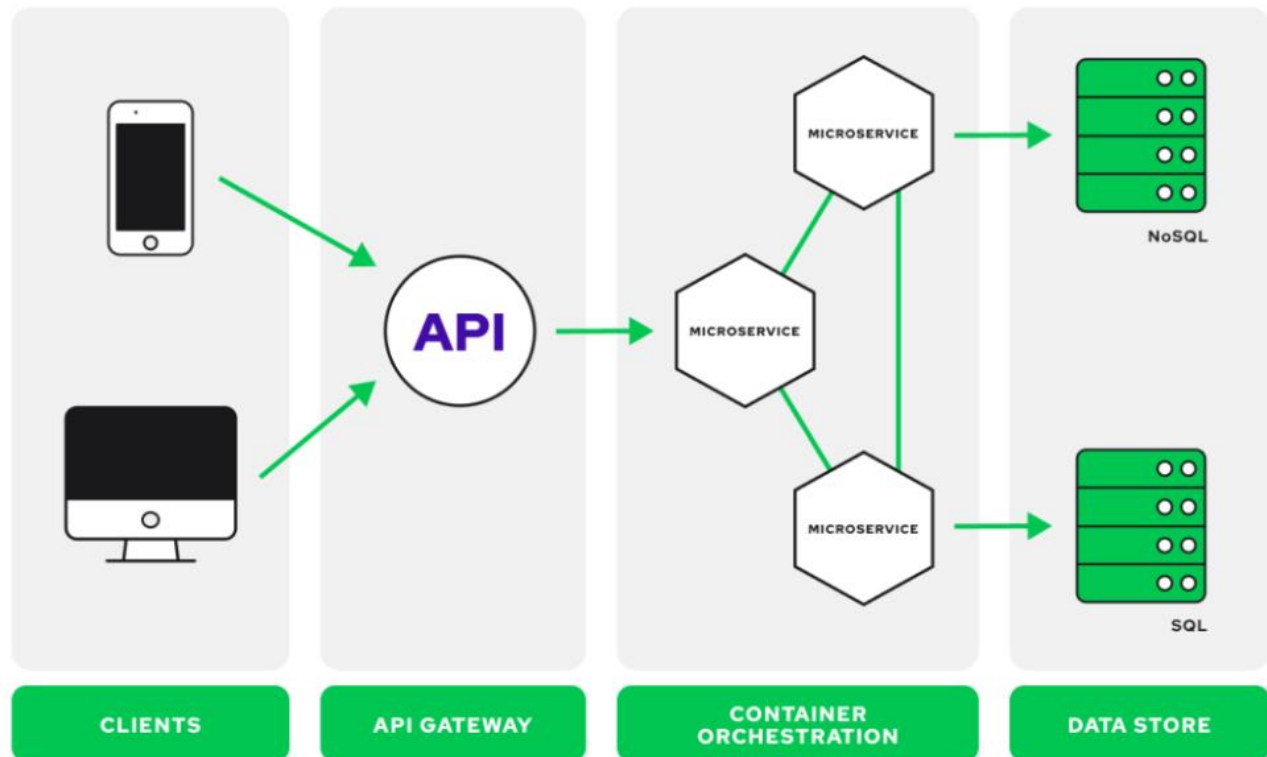 MICROSERVICE
NoSQL
API
MICROSERVICE
MICROSERVICE
SQL
CLIENTS
API GATEWAY
CONTAINER
ORCHESTRATION
DATA STORE